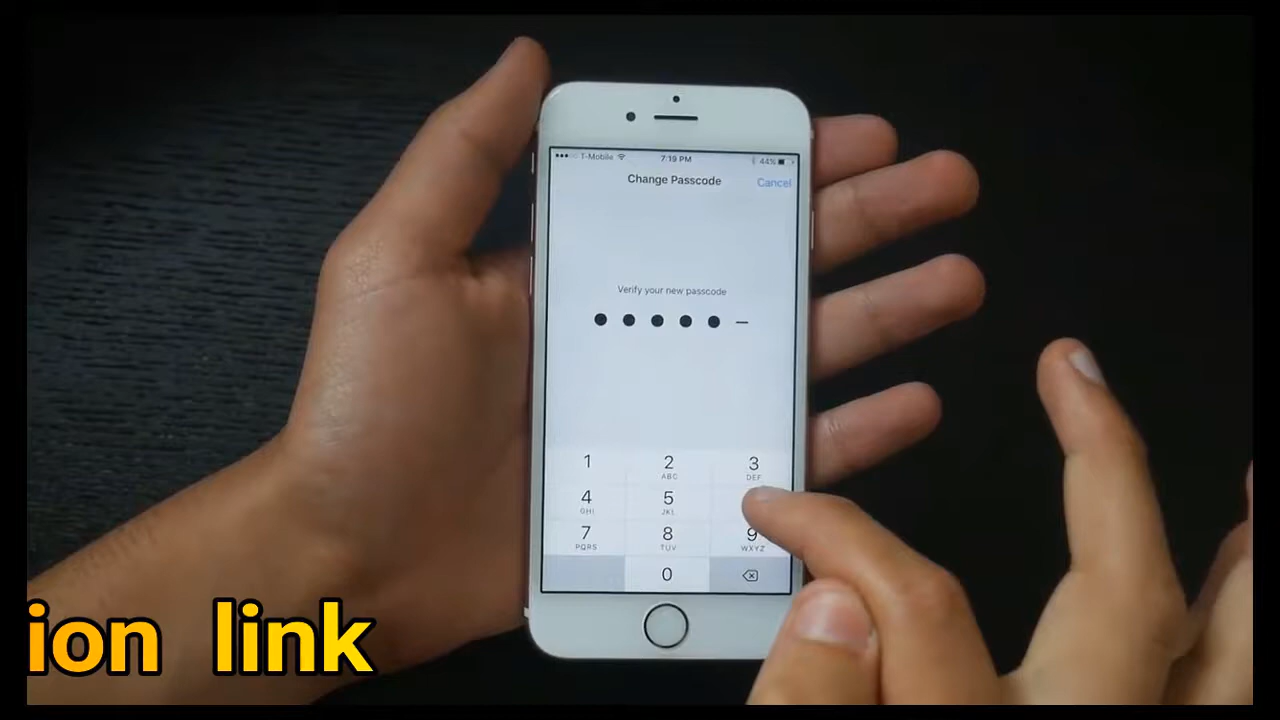 T-Mobile 7:19 PM 44%
Change Passcode Cancel
Verify your new passcode
1 2 3
ABC DEF
4 5
GHI JKL
7 8 9
PQRS TUV WXYZ
0
ion link